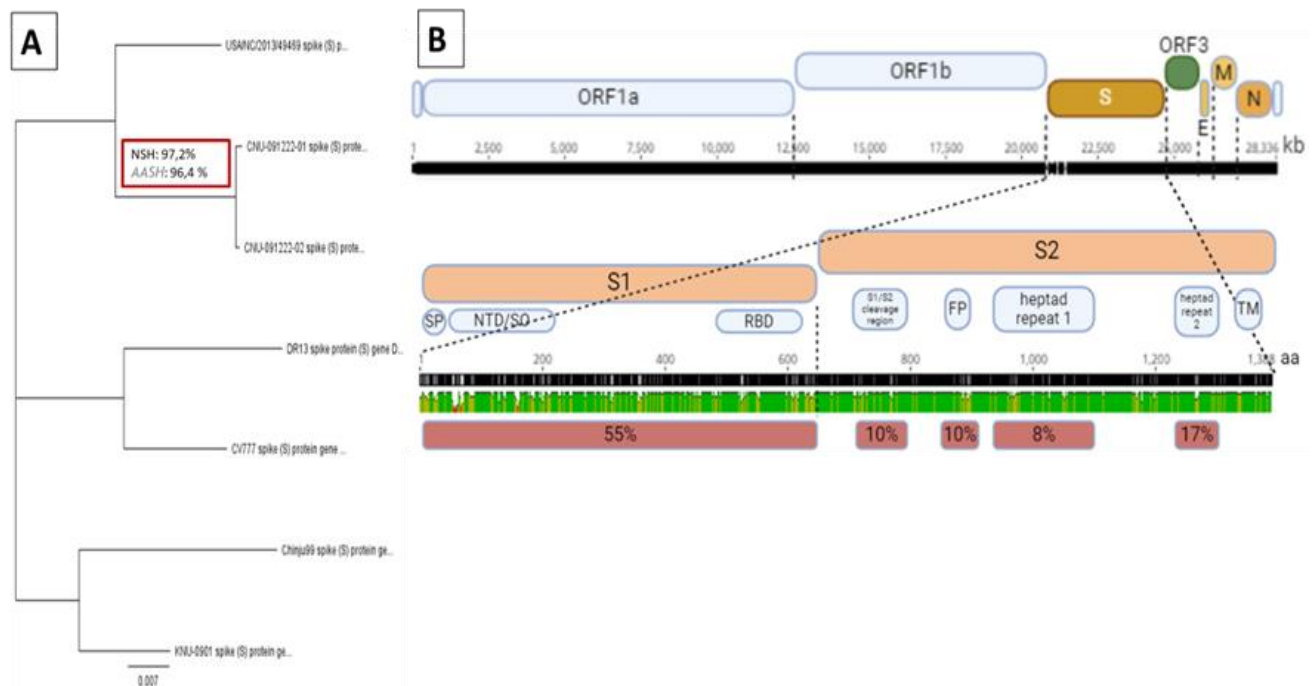 A
USA/NC/2013/49469 spike (S) p...
NSH: 97,2%
AASH: 96,4 %
CNU-091222-01 spike (S) prote...
CNU-091222-02 spike (S) prote...
DR13 spike protein (S) gene D...
CV777 spike (S) protein gene ...
Chinju99 spike (S) protein ge...
KNU-0901 spike (S) protein ge...
0.007
B
ORF1a
ORF1b
S
ORF3
E
M
N
1 2,500 5,000 7,500 10,000 12,500 15,000 17,500 20,000 22,500 25,000 28,336 kb
S1
S2
SP
NTD/SO
RBD
S1/S2
cleavage
region
FP
heptad
repeat 1
heptad
repeat
2
TM
1 200 400 600 800 1,000 1,200 aa
55%
10%
10%
8%
17%